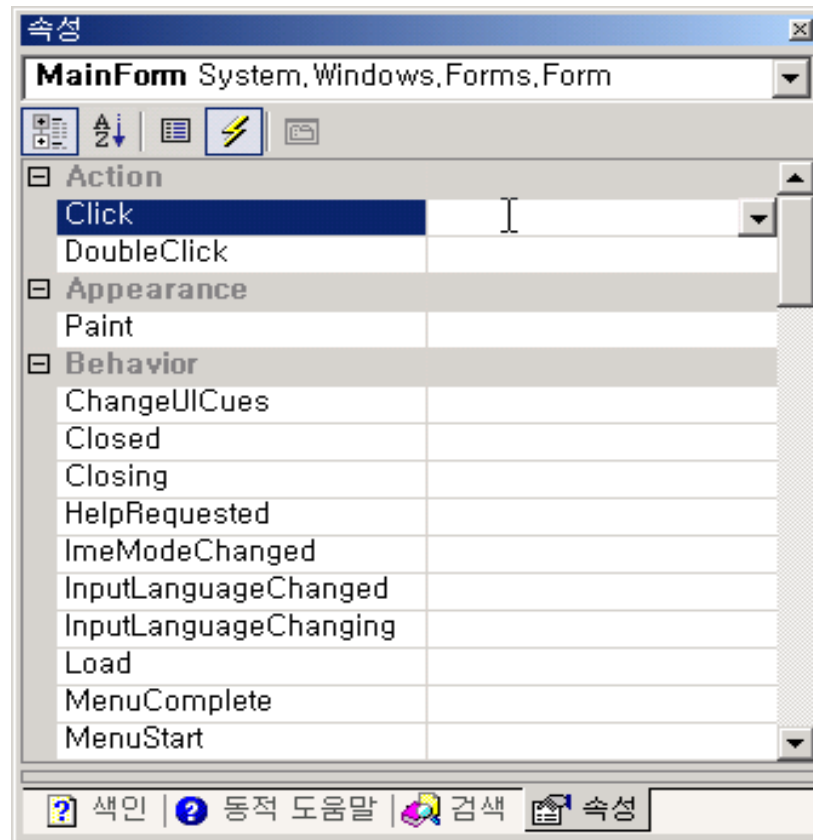 속성
MainForm System.Windows.Forms.Form
Action
Click
DoubleClick
Appearance
Paint
Behavior
ChangeUICues
Closed
Closing
HelpRequested
ImeModeChanged
InputLanguageChanged
InputLanguageChanging
Load
MenuComplete
MenuStart
색인 동적 도움말 검색 속성